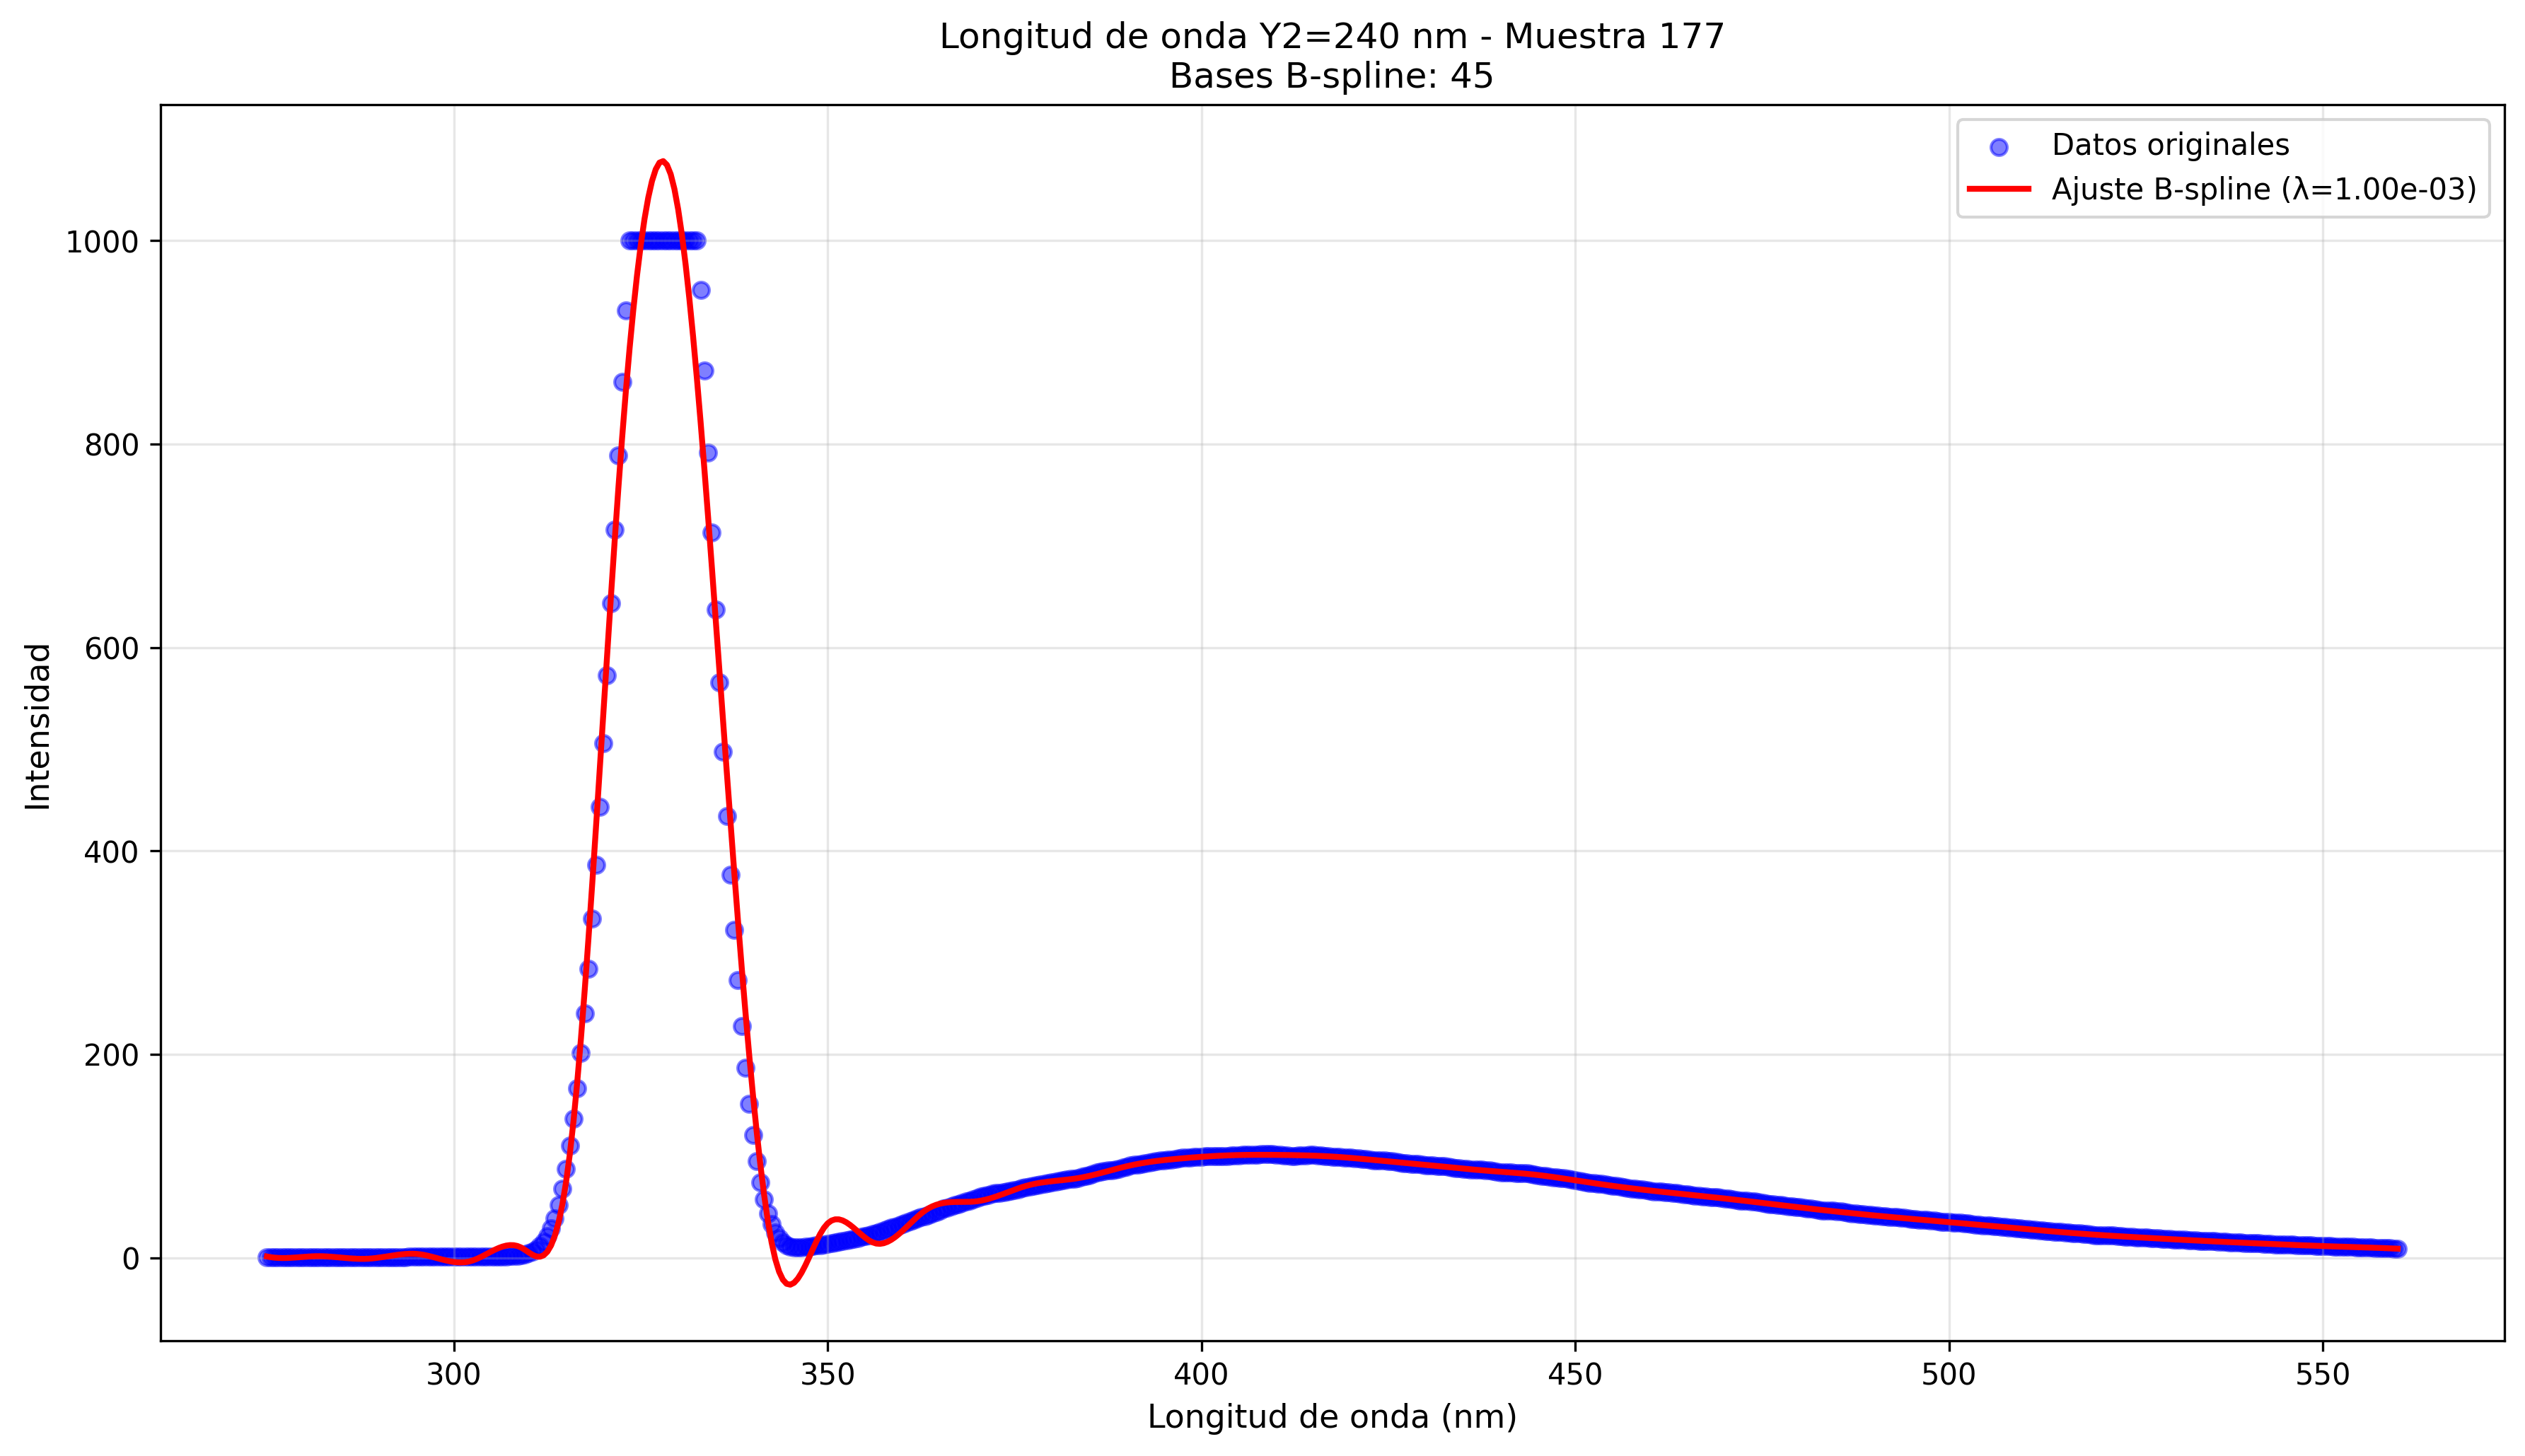 Longitud de onda Y2=240 nm - Muestra 177
Bases B-spline: 45
Datos originales
Ajuste B-spline (λ=1.00e-03)
Intensidad
1000
800
600
400
200
0
300
350
400
450
500
550
Longitud de onda (nm)